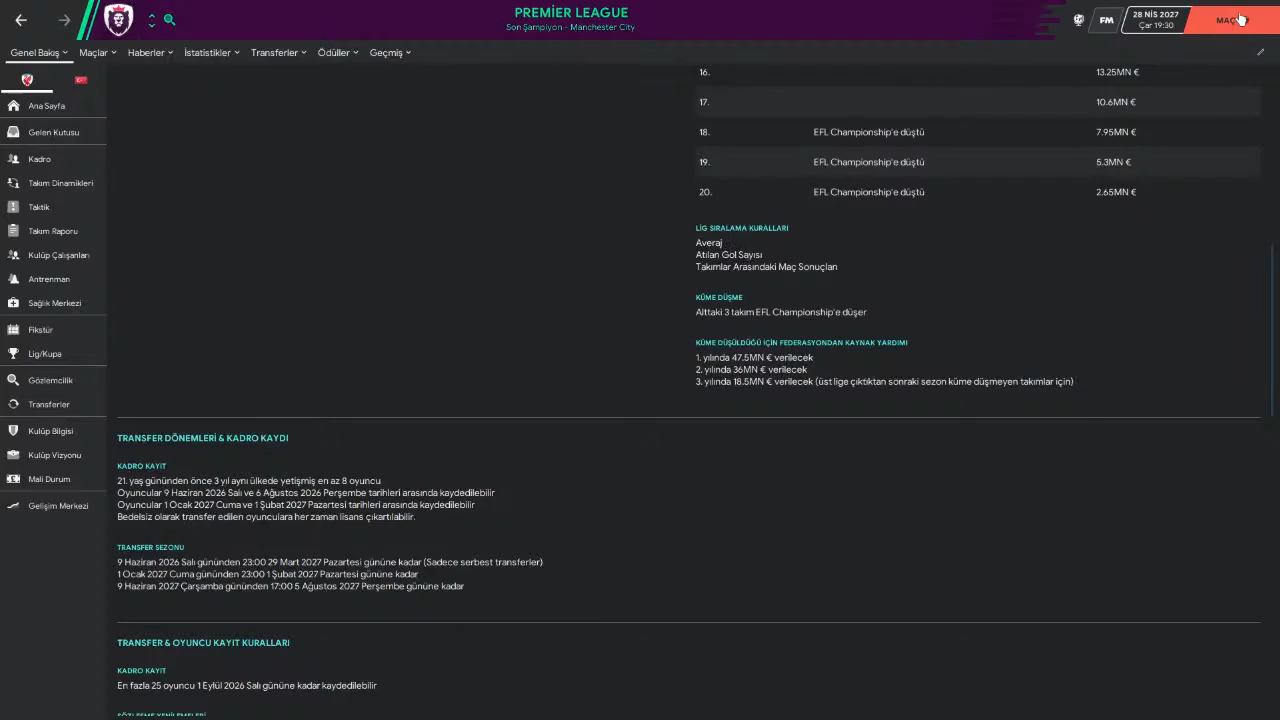 PREMİER LEAGUE
Son Şampiyon - Manchester City
FM
28 NİS 2027
Çar 19:30
Genel Bakış
Maçlar
Haberler
İstatistikler
Transferler
Ödüller
Geçmiş
Ana Sayfa
Gelen Kutusu
Kadro
Takım Dinamikleri
Taktik
Takım Raporu
Kulüp Çalışanları
Antrenman
Sağlık Merkezi
Fikstür
Lig/Kupa
Gözlemcilik
Transferler
Kulüp Bilgisi
Kulüp Vizyonu
Mali Durum
Gelişim Merkezi
16. 13.25MN €
17. 10.6MN €
18. EFL Championship'e düştü 7.95MN €
19. EFL Championship'e düştü 5.3MN €
20. EFL Championship'e düştü 2.65MN €
LİG SIRALAMA KURALLARI
Averaj
Atılan Gol Sayısı
Takımlar Arasındaki Maç Sonuçları
KÜME DÜŞME
Alttaki 3 takım EFL Championship'e düşer
KÜME DÜŞÜLDÜĞÜ İÇİN FEDERASYONDAN KAYNAK YARDIMI
1. yılında 47.5MN € verilecek
2. yılında 36MN € verilecek
3. yılında 18.5MN € verilecek (üst lige çıktıktan sonraki sezon küme düşmeyen takımlar için)
TRANSFER DÖNEMLERİ & KADRO KAYDI
KADRO KAYIT
21. yaş gününden önce 3 yıl aynı ülkede yetişmiş en az 8 oyuncu
Oyuncular 9 Haziran 2026 Salı ve 6 Ağustos 2026 Perşembe tarihleri arasında kaydedilebilir
Oyuncular 1 Ocak 2027 Cuma ve 1 Şubat 2027 Pazartesi tarihleri arasında kaydedilebilir
Bedelsiz olarak transfer edilen oyunculara her zaman lisans çıkartılabilir.
TRANSFER SEZONU
9 Haziran 2026 Salı gününden 23:00 29 Mart 2027 Pazartesi gününe kadar (Sadece serbest transferler)
1 Ocak 2027 Cuma gününden 23:00 1 Şubat 2027 Pazartesi gününe kadar
9 Haziran 2027 Çarşamba gününden 17:00 5 Ağustos 2027 Perşembe gününe kadar
TRANSFER & OYUNCU KAYIT KURALLARI
KADRO KAYIT
En fazla 25 oyuncu 1 Eylül 2026 Salı gününe kadar kaydedilebilir
SÖZLEŞME YENİLEMELERİ